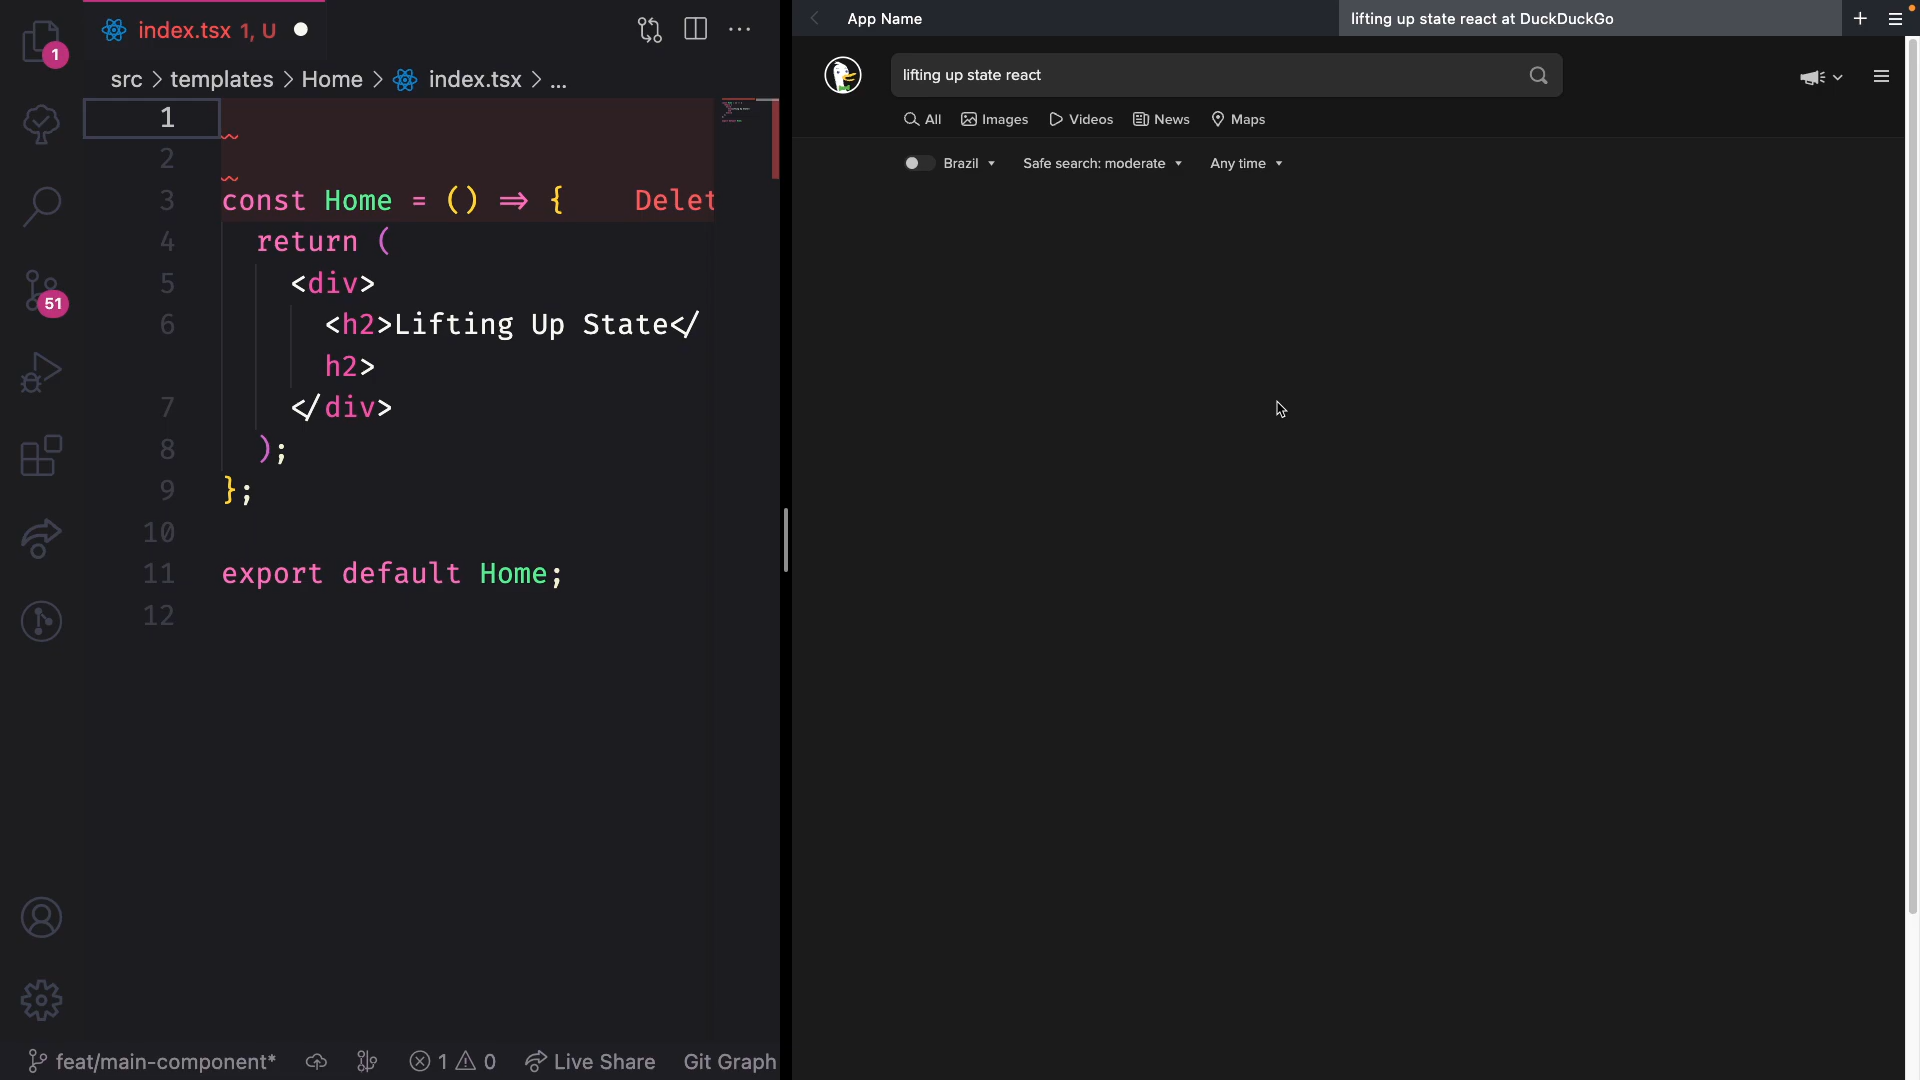 index.tsx 1, U
src > templates > Home > index.tsx > ...
1
2
3 const Home = () => { Delet
4 return (
5 <div>
6 <h2>Lifting Up State</
h2>
7 </div>
8 );
9 };
10
11 export default Home;
12
1
51
feat/main-component* 1 0 Live Share Git Graph
App Name lifting up state react at DuckDuckGo
lifting up state react
All Images Videos News Maps
Brazil Safe search: moderate Any time